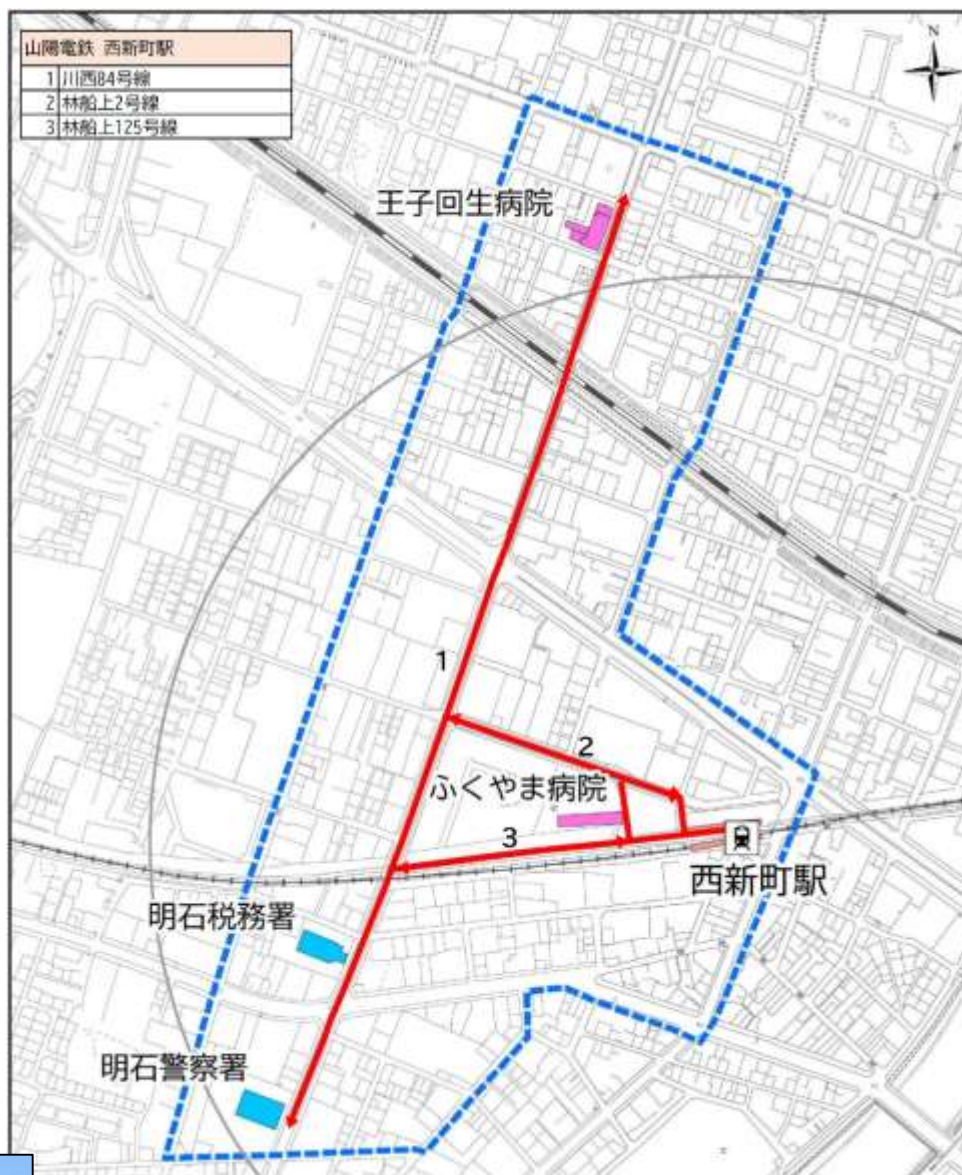 山陽電鉄 西新町駅
1 川西84号線
2 林船上2号線
3 林船上125号線
N
王子回生病院
1
2
ふくやま病院
3
西新町駅
明石税務署
明石警察署